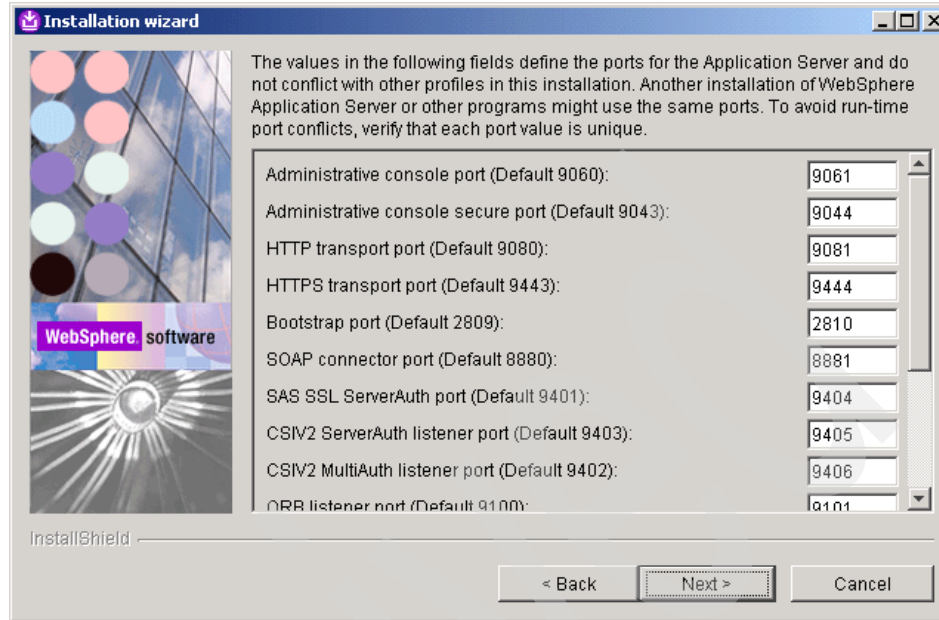 Installation wizard
The values in the following fields define the ports for the Application Server and do
not conflict with other profiles in this installation. Another installation of WebSphere
Application Server or other programs might use the same ports. To avoid run-time
port conflicts, verify that each port value is unique.
Administrative console port (Default 9060): 9061
Administrative console secure port (Default 9043): 9044
HTTP transport port (Default 9080): 9081
HTTPS transport port (Default 9443): 9444
Bootstrap port (Default 2809): 2810
SOAP connector port (Default 8880): 8881
SAS SSL ServerAuth port (Default 9401): 9404
CSIV2 ServerAuth listener port (Default 9403): 9405
CSIV2 MultiAuth listener port (Default 9402): 9406
ORB listener port (Default 9100): 9101
WebSphere. software
InstallShield
< Back Next > Cancel